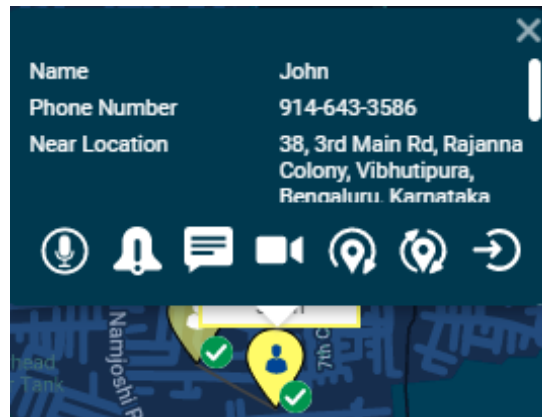 Name John
Phone Number 914-643-3586
Near Location 38, 3rd Main Rd, Rajanna
Colony, Vibhutipura,
Bengaluru, Karnataka
Namjoshi
7th C
head
Tank